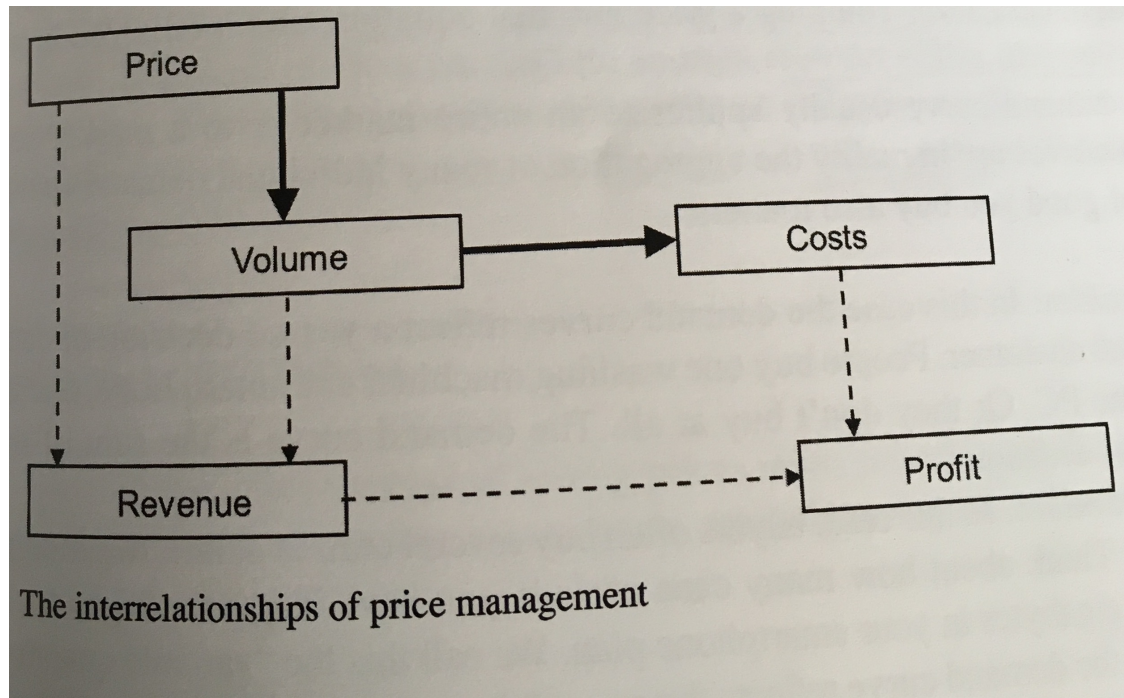 Price
Volume
Costs
Revenue
Profit
The interrelationships of price management